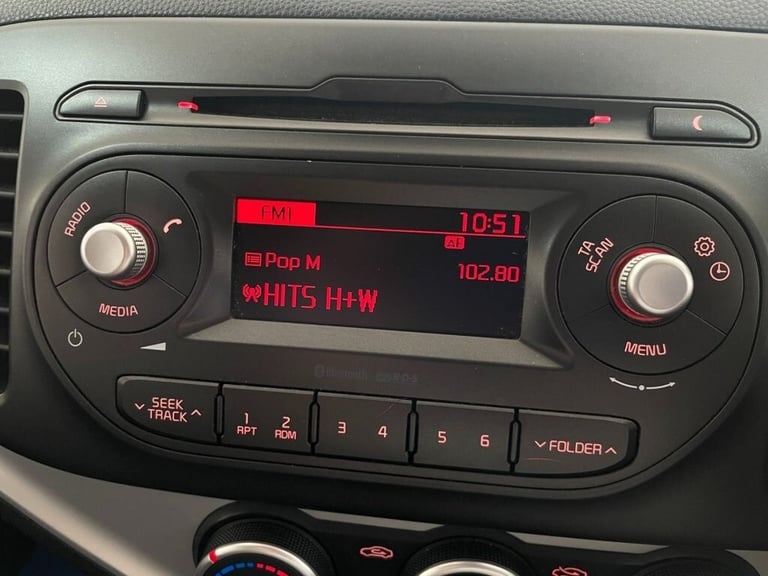 RADIO
MEDIA
FM1 10:51
AF
Pop M 102.80
HITS H+W
TA
SCAN
MENU
Bluetooth R·D·S
SEEK
TRACK
1
RPT
2
RDM
3 4
5 6
FOLDER